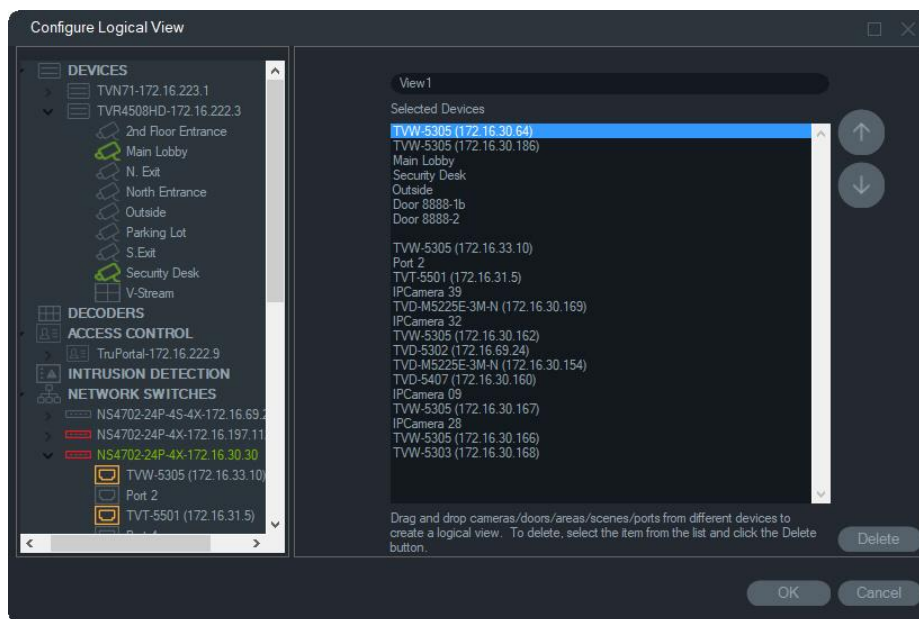 Configure Logical View
DEVICES
TVN71-172.16.223.1
TVR4508HD-172.16.222.3
2nd Floor Entrance
Main Lobby
N. Exit
North Entrance
Outside
Parking Lot
S.Exit
Security Desk
V-Stream
DECODERS
ACCESS CONTROL
TruPortal-172.16.222.9
INTRUSION DETECTION
NETWORK SWITCHES
NS4702-24P-4S-4X-172.16.69.2
NS4702-24P-4X-172.16.197.11
NS4702-24P-4X-172.16.30.30
TVW-5305 (172.16.33.10)
Port 2
TVT-5501 (172.16.31.5)
View1
Selected Devices
TVW-5305 (172.16.30.64)
TVW-5305 (172.16.30.186)
Main Lobby
Security Desk
Outside
Door 8888-1b
Door 8888-2
TVW-5305 (172.16.33.10)
Port 2
TVT-5501 (172.16.31.5)
IPCamera 39
TVD-M5225E-3M-N (172.16.30.169)
IPCamera 32
TVW-5305 (172.16.30.162)
TVD-5302 (172.16.69.24)
TVD-M5225E-3M-N (172.16.30.154)
TVD-5407 (172.16.30.160)
IPCamera 09
TVW-5305 (172.16.30.167)
IPCamera 28
TVW-5305 (172.16.30.166)
TVW-5303 (172.16.30.168)
Drag and drop cameras/doors/areas/scenes/ports from different devices to
create a logical view. To delete, select the item from the list and click the Delete
button.
Delete
OK
Cancel